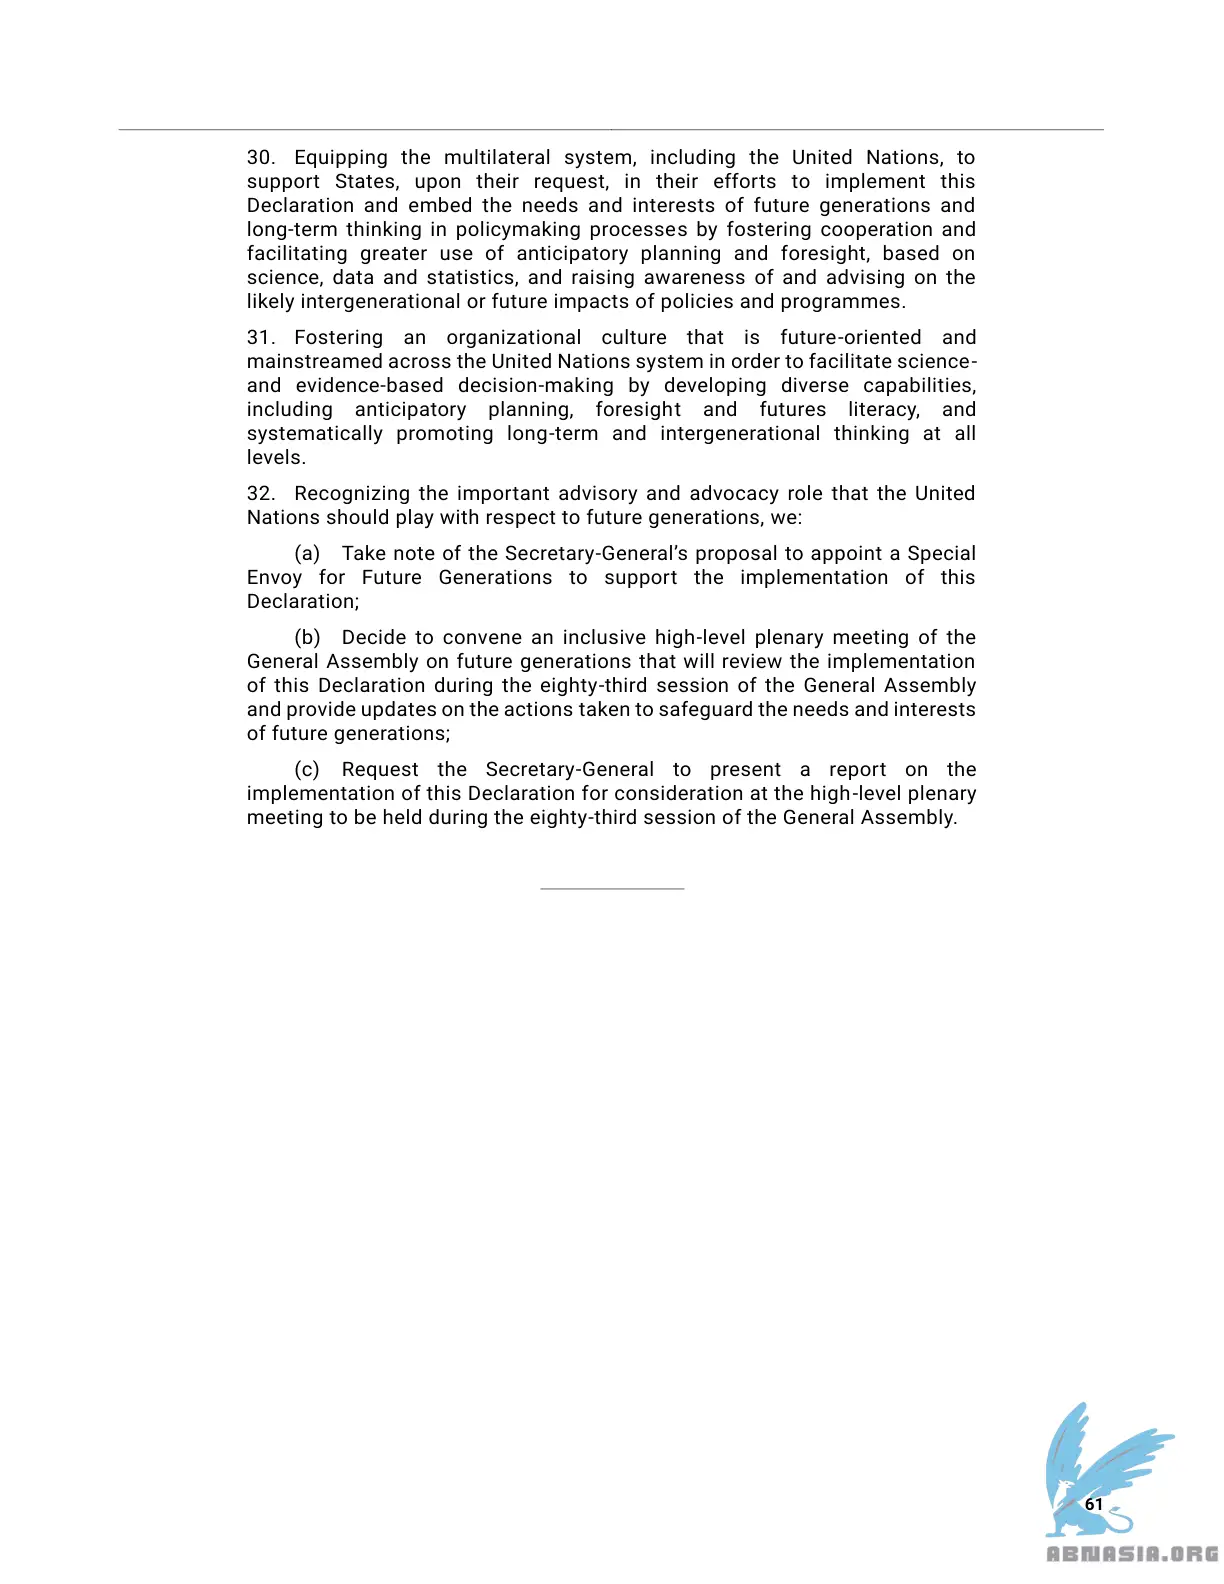 30. Equipping the multilateral system, including the United Nations, to
support States, upon their request, in their efforts to implement this
Declaration and embed the needs and interests of future generations and
long-term thinking in policymaking processes by fostering cooperation and
facilitating greater use of anticipatory planning and foresight, based on
science, data and statistics, and raising awareness of and advising on the
likely intergenerational or future impacts of policies and programmes.
31. Fostering an organizational culture that is future-oriented and
mainstreamed across the United Nations system in order to facilitate science-
and evidence-based decision-making by developing diverse capabilities,
including anticipatory planning, foresight and futures literacy, and
systematically promoting long-term and intergenerational thinking at all
levels.
32. Recognizing the important advisory and advocacy role that the United
Nations should play with respect to future generations, we:
(a) Take note of the Secretary-General’s proposal to appoint a Special
Envoy for Future Generations to support the implementation of this
Declaration;
(b) Decide to convene an inclusive high-level plenary meeting of the
General Assembly on future generations that will review the implementation
of this Declaration during the eighty-third session of the General Assembly
and provide updates on the actions taken to safeguard the needs and interests
of future generations;
(c) Request the Secretary-General to present a report on the
implementation of this Declaration for consideration at the high-level plenary
meeting to be held during the eighty-third session of the General Assembly.
61
ABNASIA.ORG